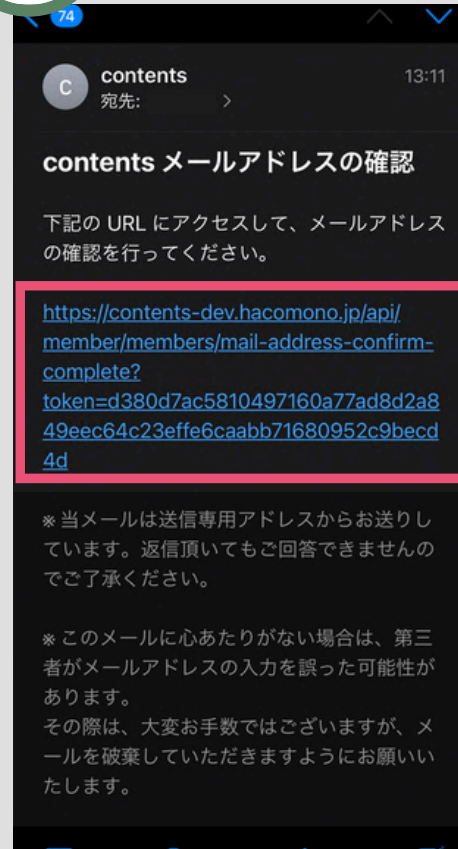 74
C
contents
13:11
宛先:
contents メールアドレスの確認
下記の URL にアクセスして、メールアドレス
の確認を行ってください。
https://contents-dev.hacomono.jp/api/
member/members/mail-address-confirm-
complete?
token=d380d7ac5810497160a77ad8d2a8
49eec64c23effe6caabb71680952c9becd
4d
※ 当メールは送信専用アドレスからお送りし
ています。返信頂いてもご回答できませんの
でご了承ください。
※ このメールに心あたりがない場合は、第三
者がメールアドレスの入力を誤った可能性が
あります。
その際は、大変お手数ではございますが、メ
ールを破棄していただきますようにお願いい
たします。